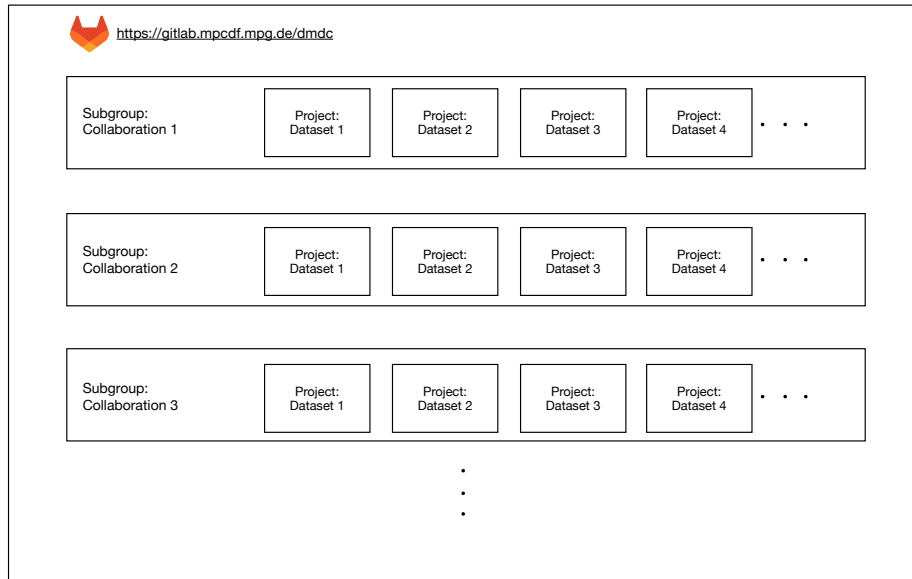 https://gitlab.mpcdf.mpg.de/dmdc
Subgroup:
Collaboration 1
Project:
Dataset 1
Project:
Dataset 2
Project:
Dataset 3
Project:
Dataset 4
. . .
Subgroup:
Collaboration 2
Project:
Dataset 1
Project:
Dataset 2
Project:
Dataset 3
Project:
Dataset 4
. . .
Subgroup:
Collaboration 3
Project:
Dataset 1
Project:
Dataset 2
Project:
Dataset 3
Project:
Dataset 4
. . .
.
.
.